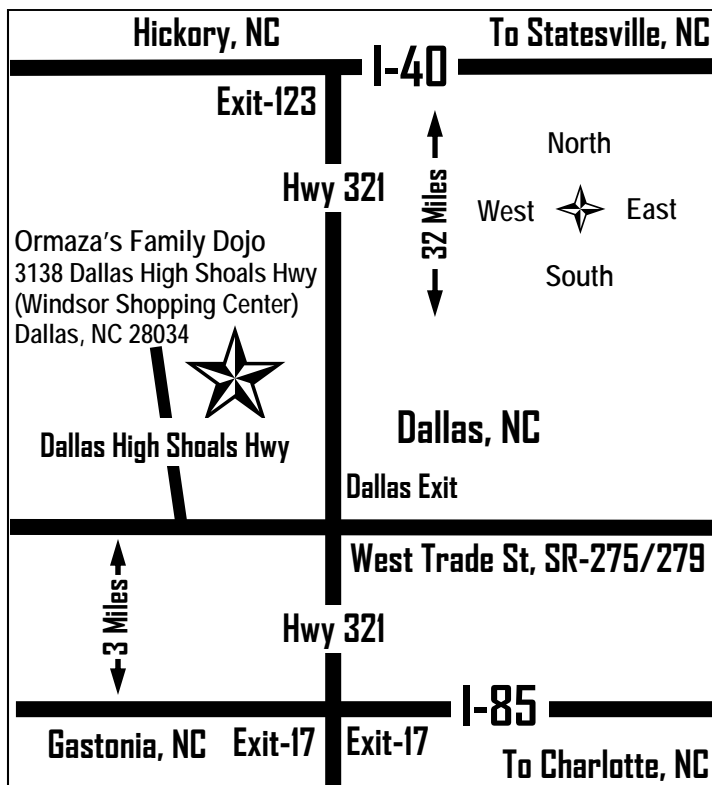 Hickory, NC
To Statesville, NC
I-40
Exit-123
North
Hwy 321
32 Miles
West
East
South
Ormaza's Family Dojo
3138 Dallas High Shoals Hwy
(Windsor Shopping Center)
Dallas, NC 28034
Dallas, NC
Dallas High Shoals Hwy
Dallas Exit
West Trade St, SR-275/279
3 Miles
Hwy 321
I-85
Gastonia, NC
Exit-17
Exit-17
To Charlotte, NC